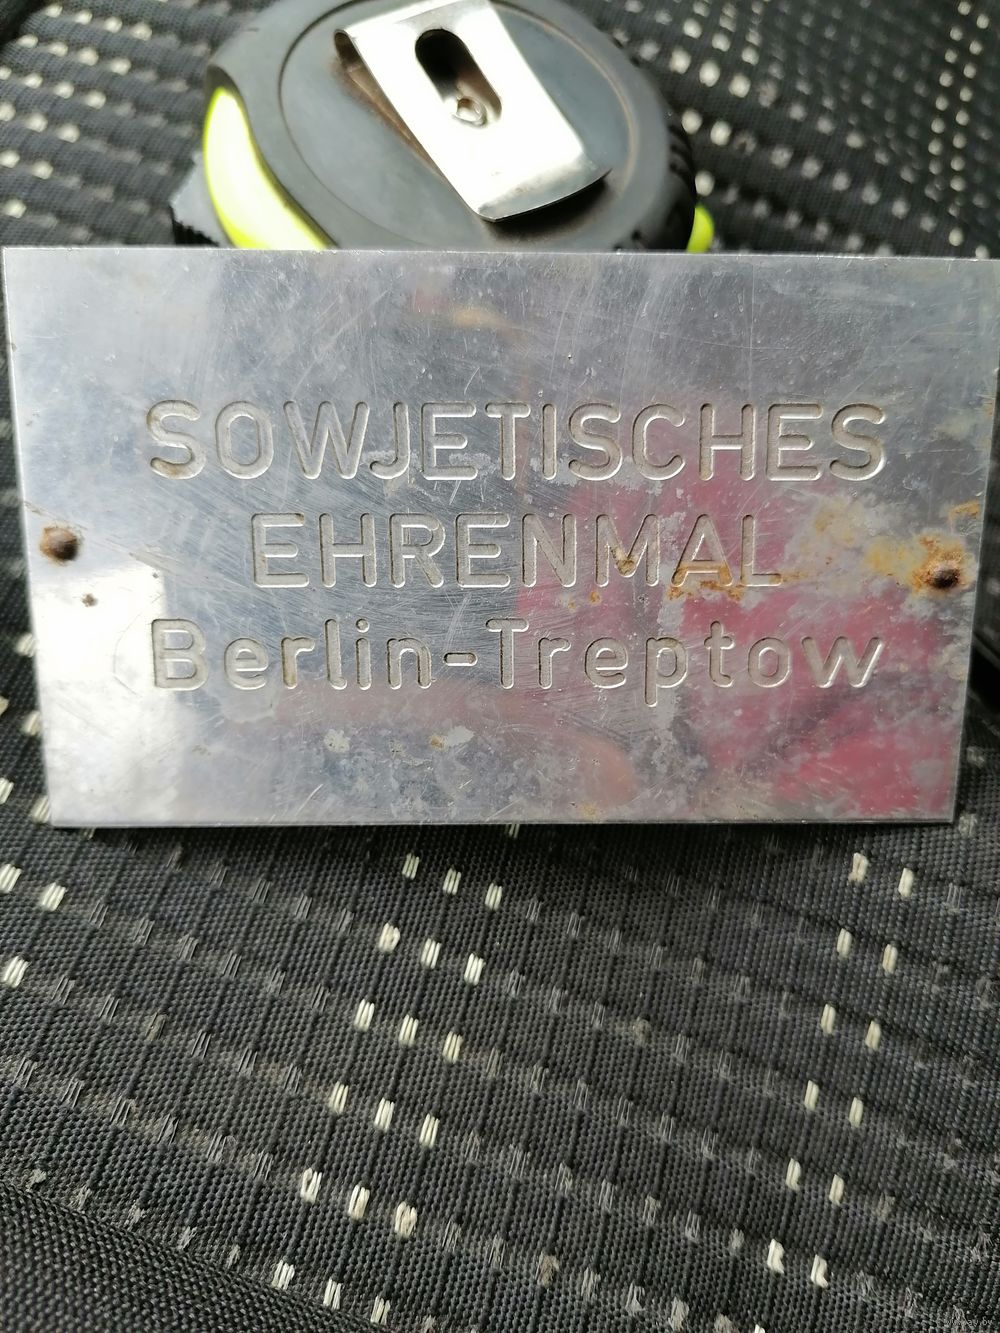 SOWJETISCHES
EHRENMAL
Berlin-Treptow